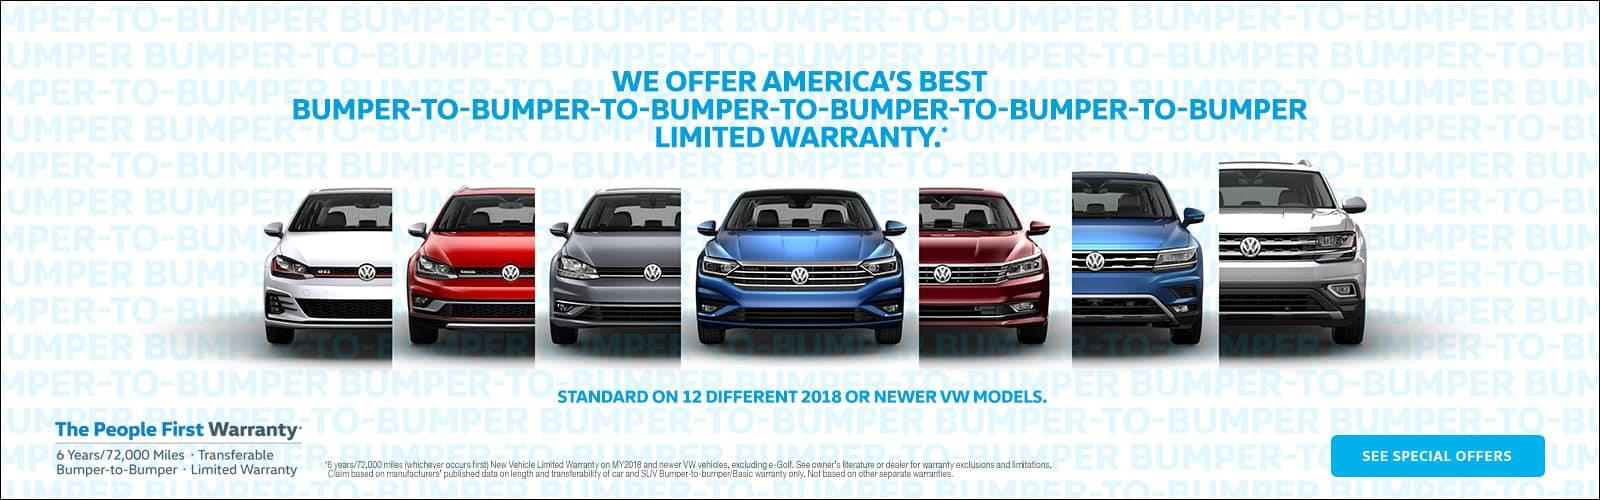 WE OFFER AMERICA'S BEST
BUMPER-TO-BUMPER-TO-BUMPER-TO-BUMPER-TO-BUMPER-TO-BUMPER
LIMITED WARRANTY.*
STANDARD ON 12 DIFFERENT 2018 OR NEWER VW MODELS.
The People First Warranty*
6 Years/72,000 Miles · Transferable
Bumper-to-Bumper · Limited Warranty
*6 years/72,000 miles (whichever occurs first) New Vehicle Limited Warranty on MY2018 and newer VW vehicles, excluding e-Golf. See owner's literature or dealer for warranty exclusions and limitations.
Claim based on manufacturers' published data on length and transferability of car and SUV Bumper-to-bumper/Basic warranty only. Not based on other separate warranties.
SEE SPECIAL OFFERS